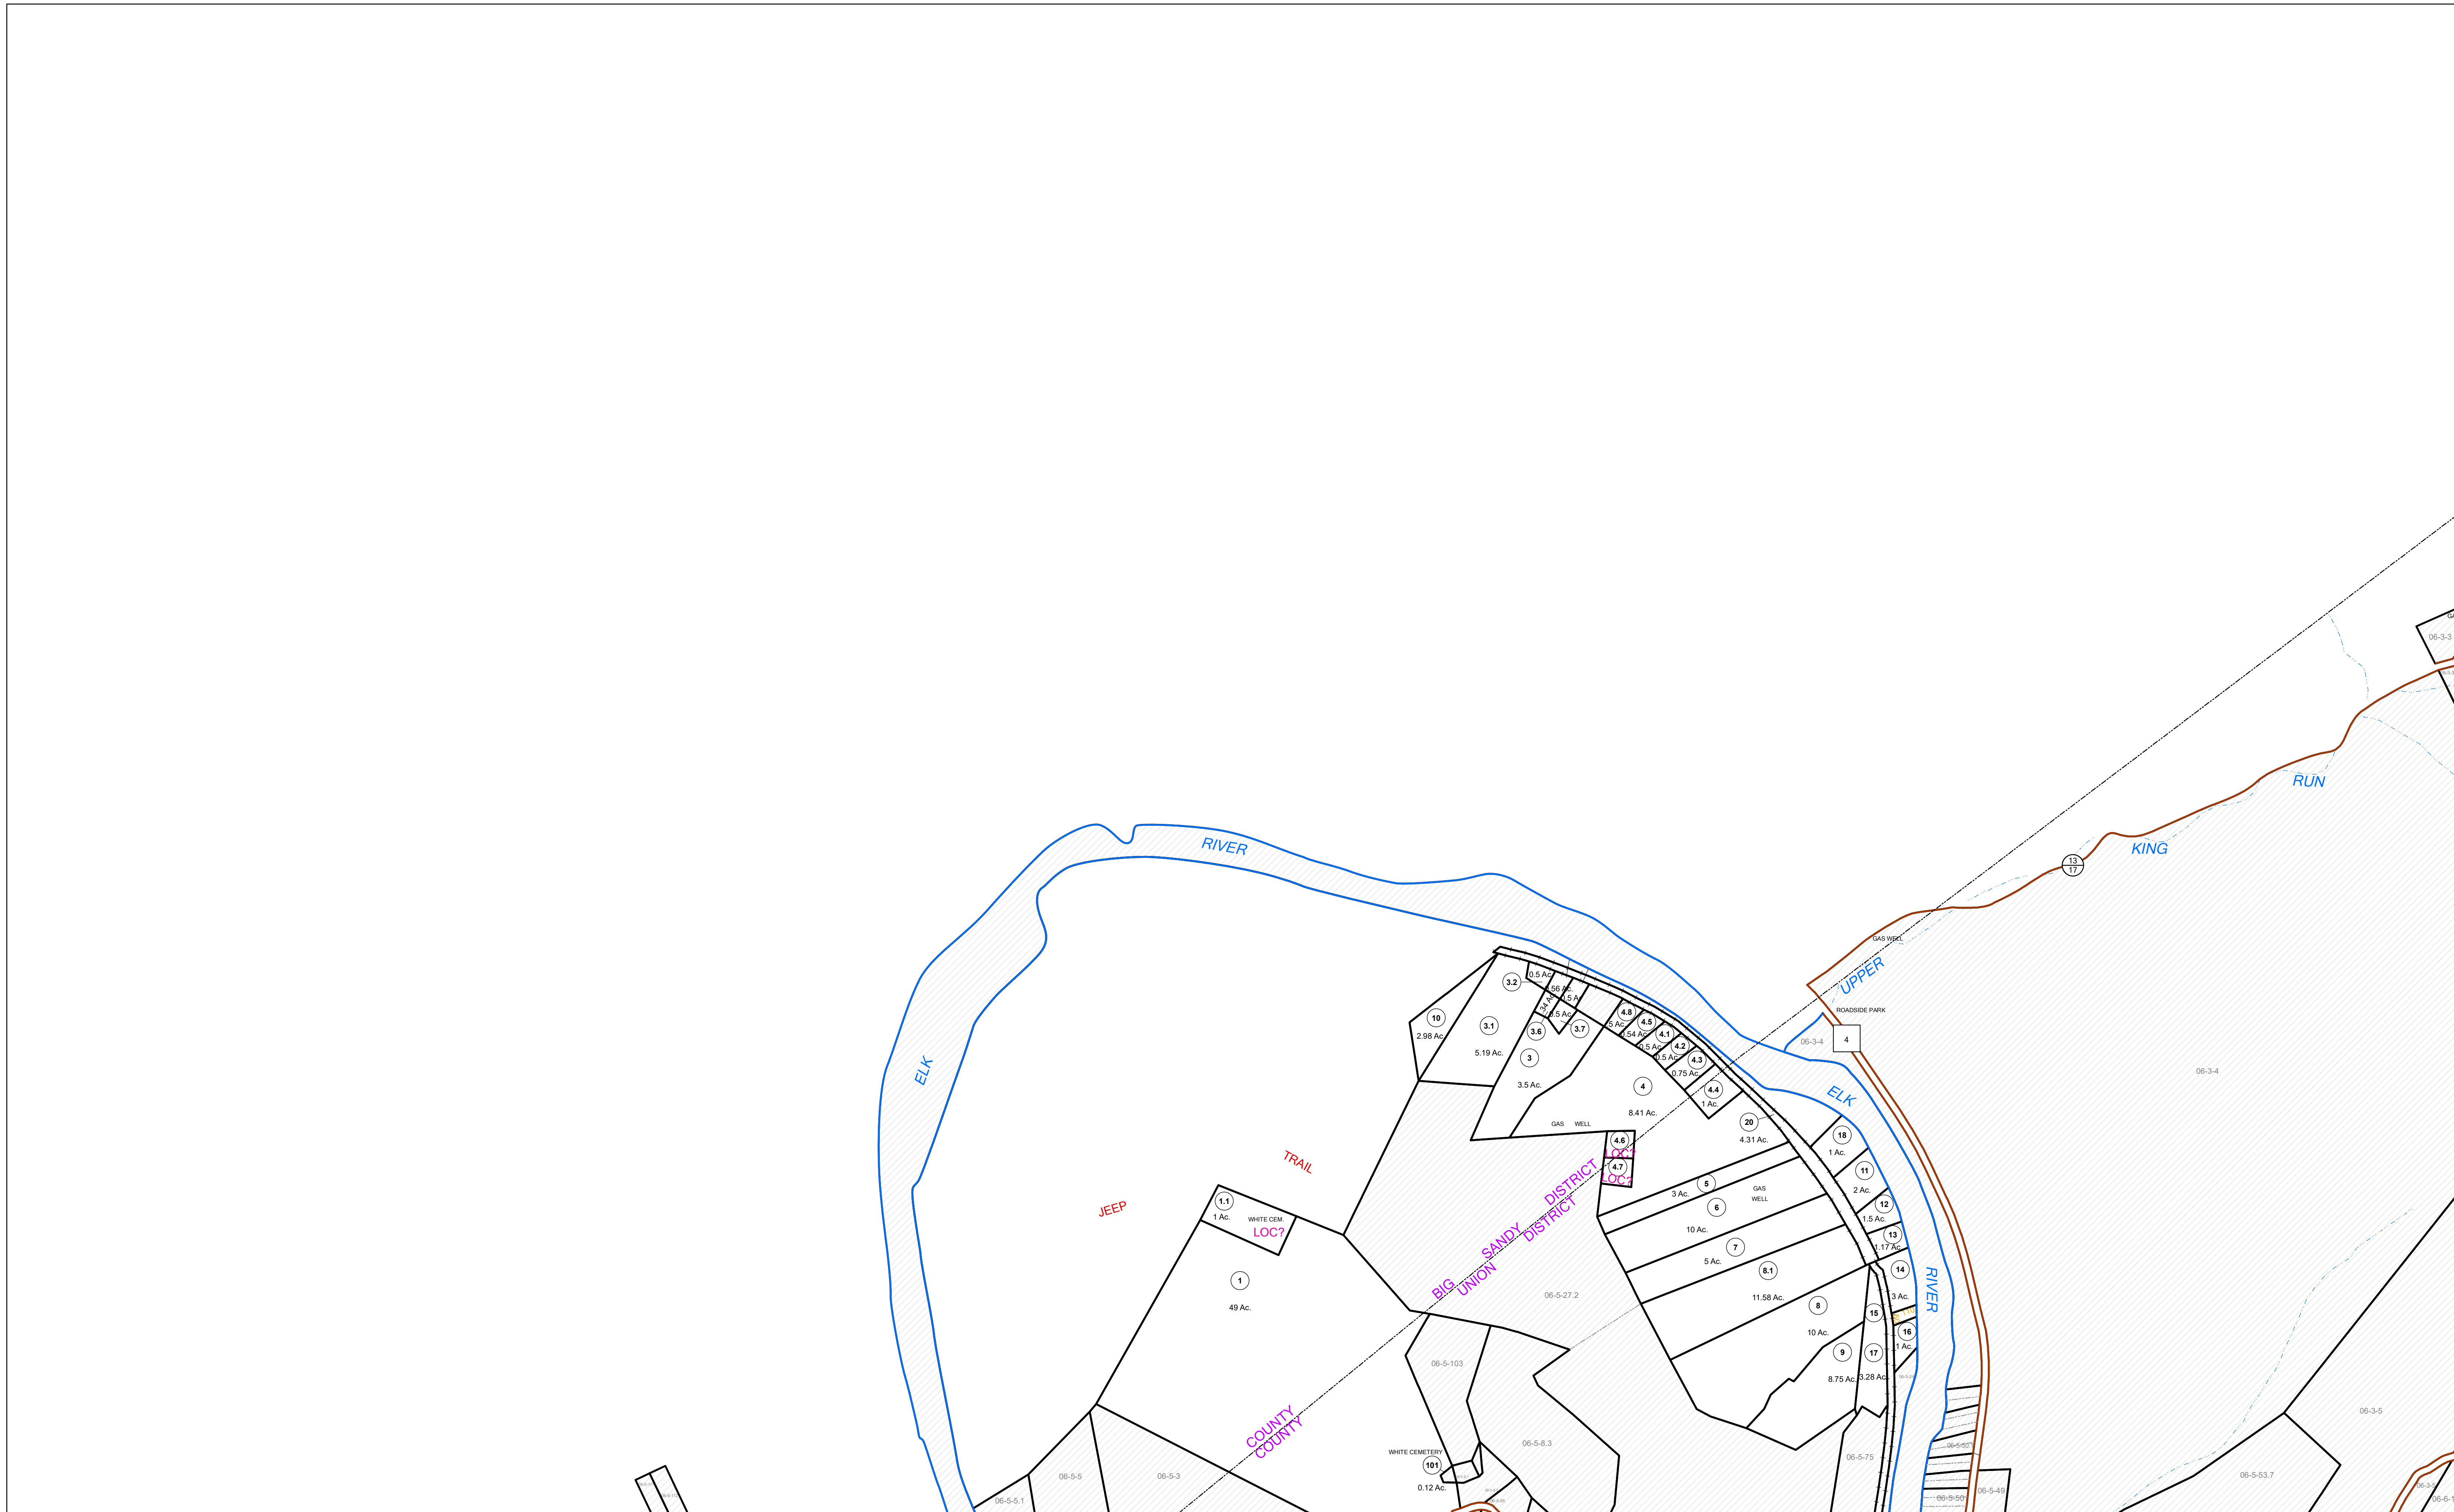 06-3-3
RUN
KING
13
17
RIVER
GAS WELL
UPPER
ROADSIDE PARK
4
06-3-4
06-3-4
ELK
ELK
RIVER
3.2
0.5 Ac.
0.5 Ac.
10
2.98 Ac.
3.1
5.19 Ac.
3.6
3.7
3
3.5 Ac.
4.8
4.5
4.1
0.5 Ac.
4.2
0.5 Ac.
4.3
0.75 Ac.
4.4
1 Ac.
4
8.41 Ac.
GAS WELL
20
4.31 Ac.
4.6
LOC?
4.7
LOC?
18
1 Ac.
11
2 Ac.
12
1.5 Ac.
13
1.17 Ac.
14
3 Ac.
15
16
1 Ac.
17
3.28 Ac.
5
3 Ac.
GAS
WELL
6
10 Ac.
7
5 Ac.
8.1
11.58 Ac.
8
10 Ac.
9
8.75 Ac.
JEEP
TRAIL
1.1
1 Ac.
WHITE CEM.
LOC?
1
49 Ac.
BIG SANDY DISTRICT
UNION DISTRICT
COUNTY
COUNTY
06-5-27.2
06-5-103
06-5-8.3
WHITE CEMETERY
101
0.12 Ac.
06-5-5
06-5-3
06-5-5.1
06-5-75
06-5-50
06-5-49
06-3-5
06-5-53.7